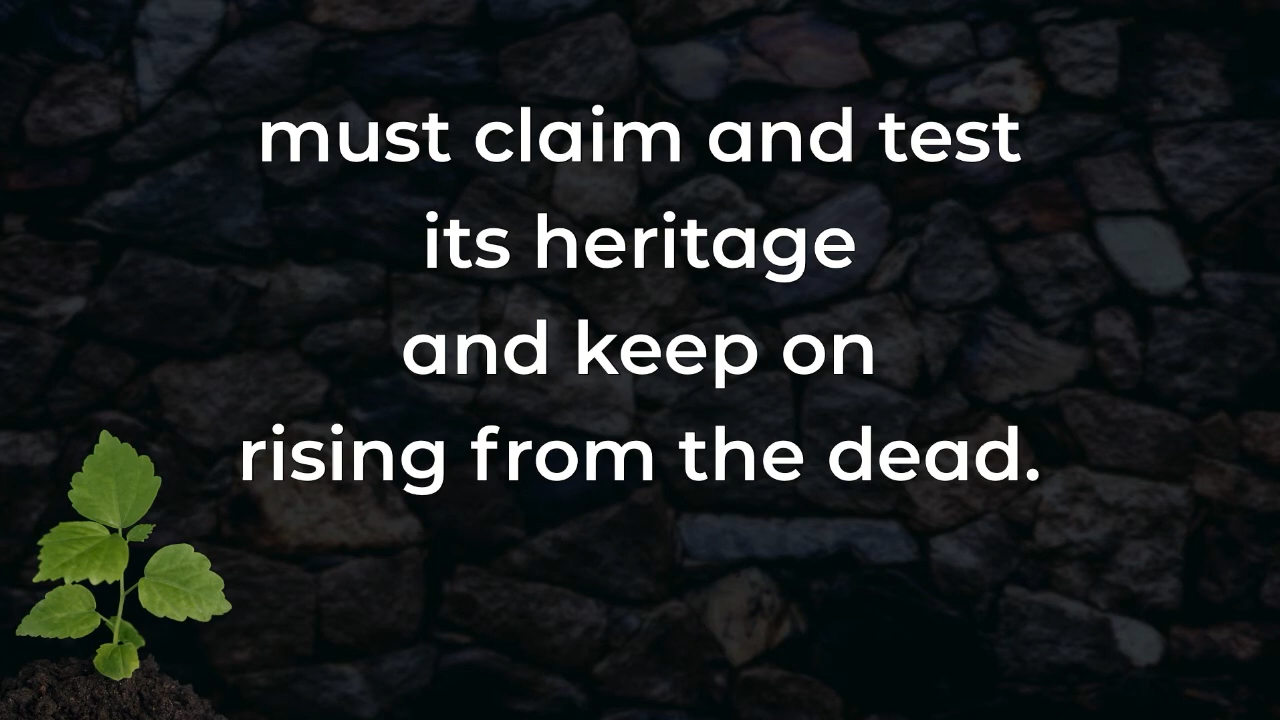 must claim and test
its heritage
and keep on
rising from the dead.